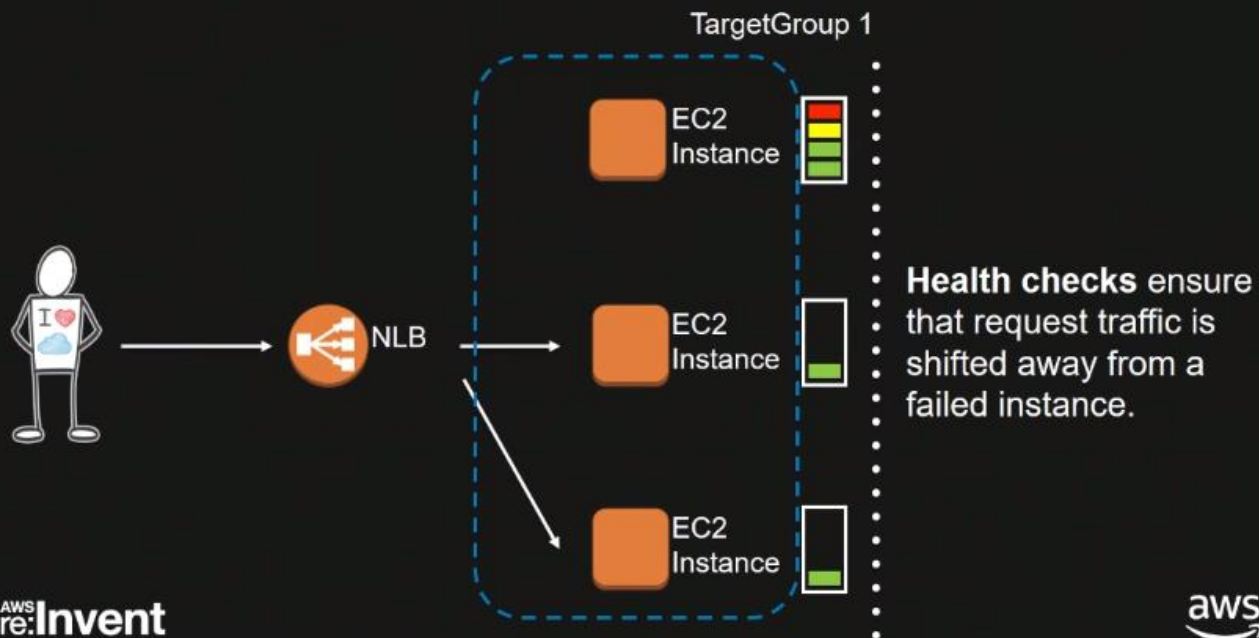 TargetGroup 1
EC2
Instance
I
NLB
EC2
Instance
EC2
Instance
Health checks ensure
that request traffic is
shifted away from a
failed instance.
AWS
re:Invent
aws